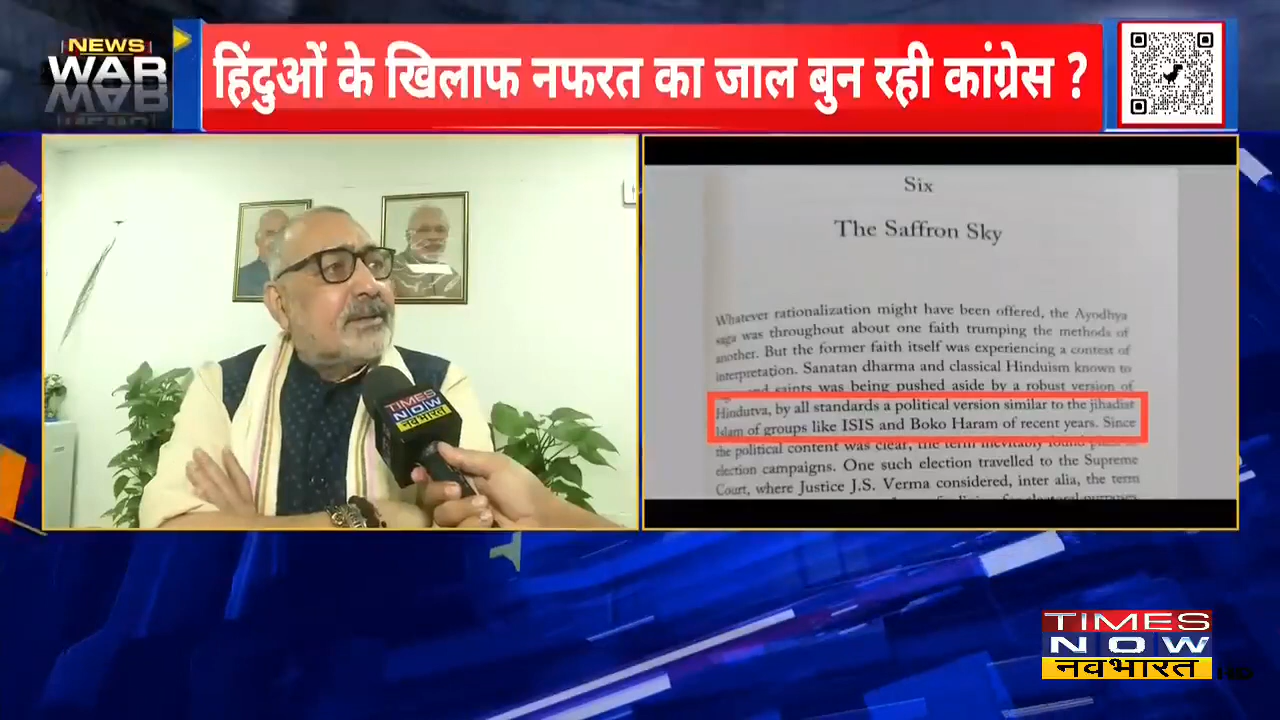 NEWS
WAR
हिंदुओं के खिलाफ नफरत का जाल बुन रही कांग्रेस ?
TIMES
NOW
नवभारत
Six
The Saffron Sky
Whatever rationalization might have been offered, the Ayodhya
saga was throughout about one faith trumping the methods of
another. But the former faith itself was experiencing a contest of
interpretation. Sanatan dharma and classical Hinduism known to
and saints was being pushed aside by a robust version of
Hindutva, by all standards a political version similar to the jihadist
Islam of groups like ISIS and Boko Haram of recent years. Since
the political content was clear, the term inevitably found
election campaigns. One such election travelled to the Supreme
Court, where Justice J.S. Verma considered, inter alia, the term
TIMES
NOW
नवभारत
HD